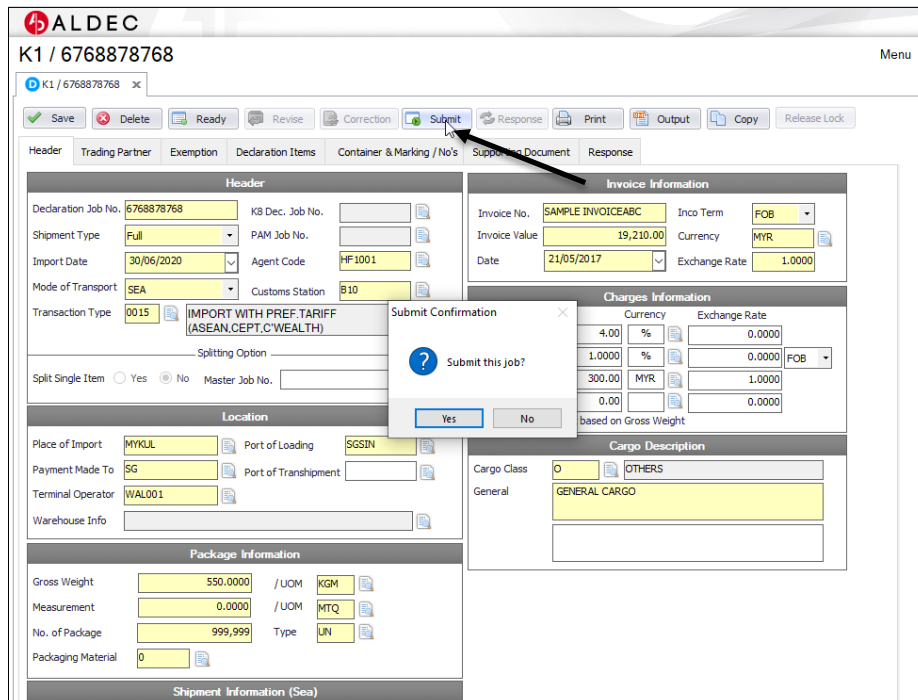 ALDEC
K1 / 6768878768
Menu
D K1 / 6768878768 x
Save Delete Ready Revise Correction Submit Response Print Output Copy Release Lock
Header Trading Partner Exemption Declaration Items Container & Marking / No's Supporting Document Response
Header
Declaration Job No. 6768878768 K8 Dec. Job No.
Shipment Type Full PAM Job No.
Import Date 30/06/2020 Agent Code HF1001
Mode of Transport SEA Customs Station B10
Transaction Type 0015 IMPORT WITH PREF.TARIFF
(ASEAN,CEPT,C'WEALTH)
Splitting Option
Split Single Item Yes No Master Job No.
Invoice Information
Invoice No. SAMPLE INVOICEABC Inco Term FOB
Invoice Value 19,210.00 Currency MYR
Date 21/05/2017 Exchange Rate 1.0000
Charges Information
Currency Exchange Rate
4.00 % 0.0000
1.0000 % 0.0000 FOB
300.00 MYR 1.0000
0.00 0.0000
based on Gross Weight
Submit Confirmation
? Submit this job?
Yes No
Location
Place of Import MYKUL Port of Loading SGSIN
Payment Made To SG Port of Transhipment
Terminal Operator WAL001
Warehouse Info
Cargo Description
Cargo Class O OTHERS
General GENERAL CARGO
Package Information
Gross Weight 550.0000 / UOM KGM
Measurement 0.0000 / UOM MTQ
No. of Package 999,999 Type UN
Packaging Material 0
Shipment Information (Sea)